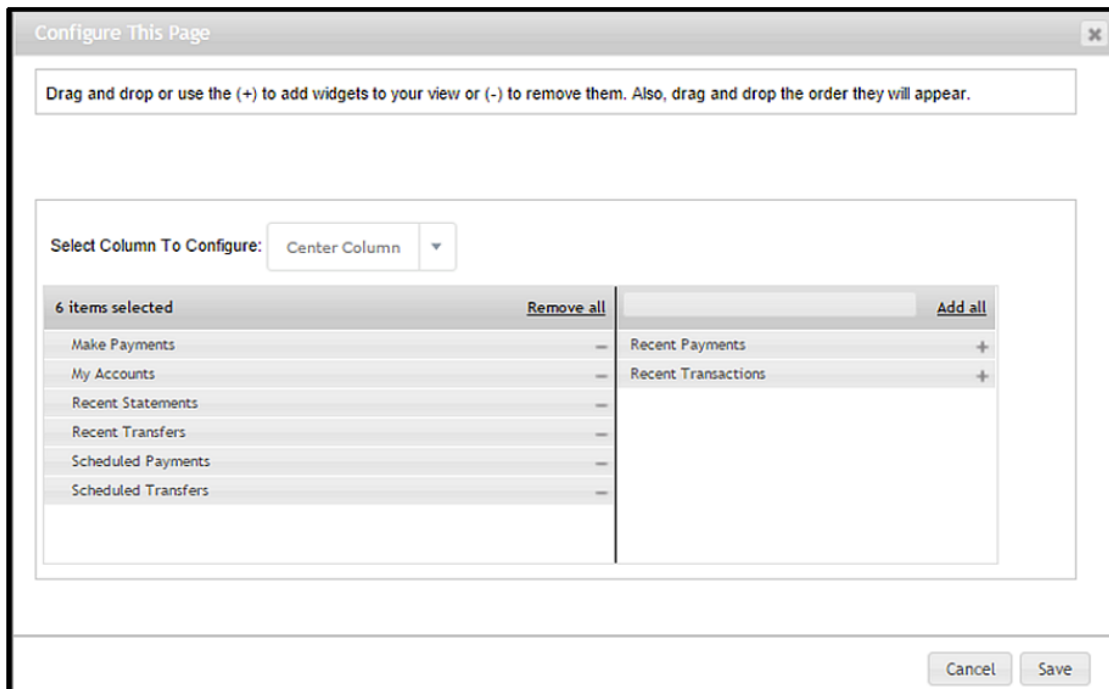 Configure This Page
Drag and drop or use the (+) to add widgets to your view or (-) to remove them. Also, drag and drop the order they will appear.
Select Column To Configure: Center Column
6 items selected Remove all Add all
Make Payments − Recent Payments +
My Accounts − Recent Transactions +
Recent Statements −
Recent Transfers −
Scheduled Payments −
Scheduled Transfers −
Cancel Save